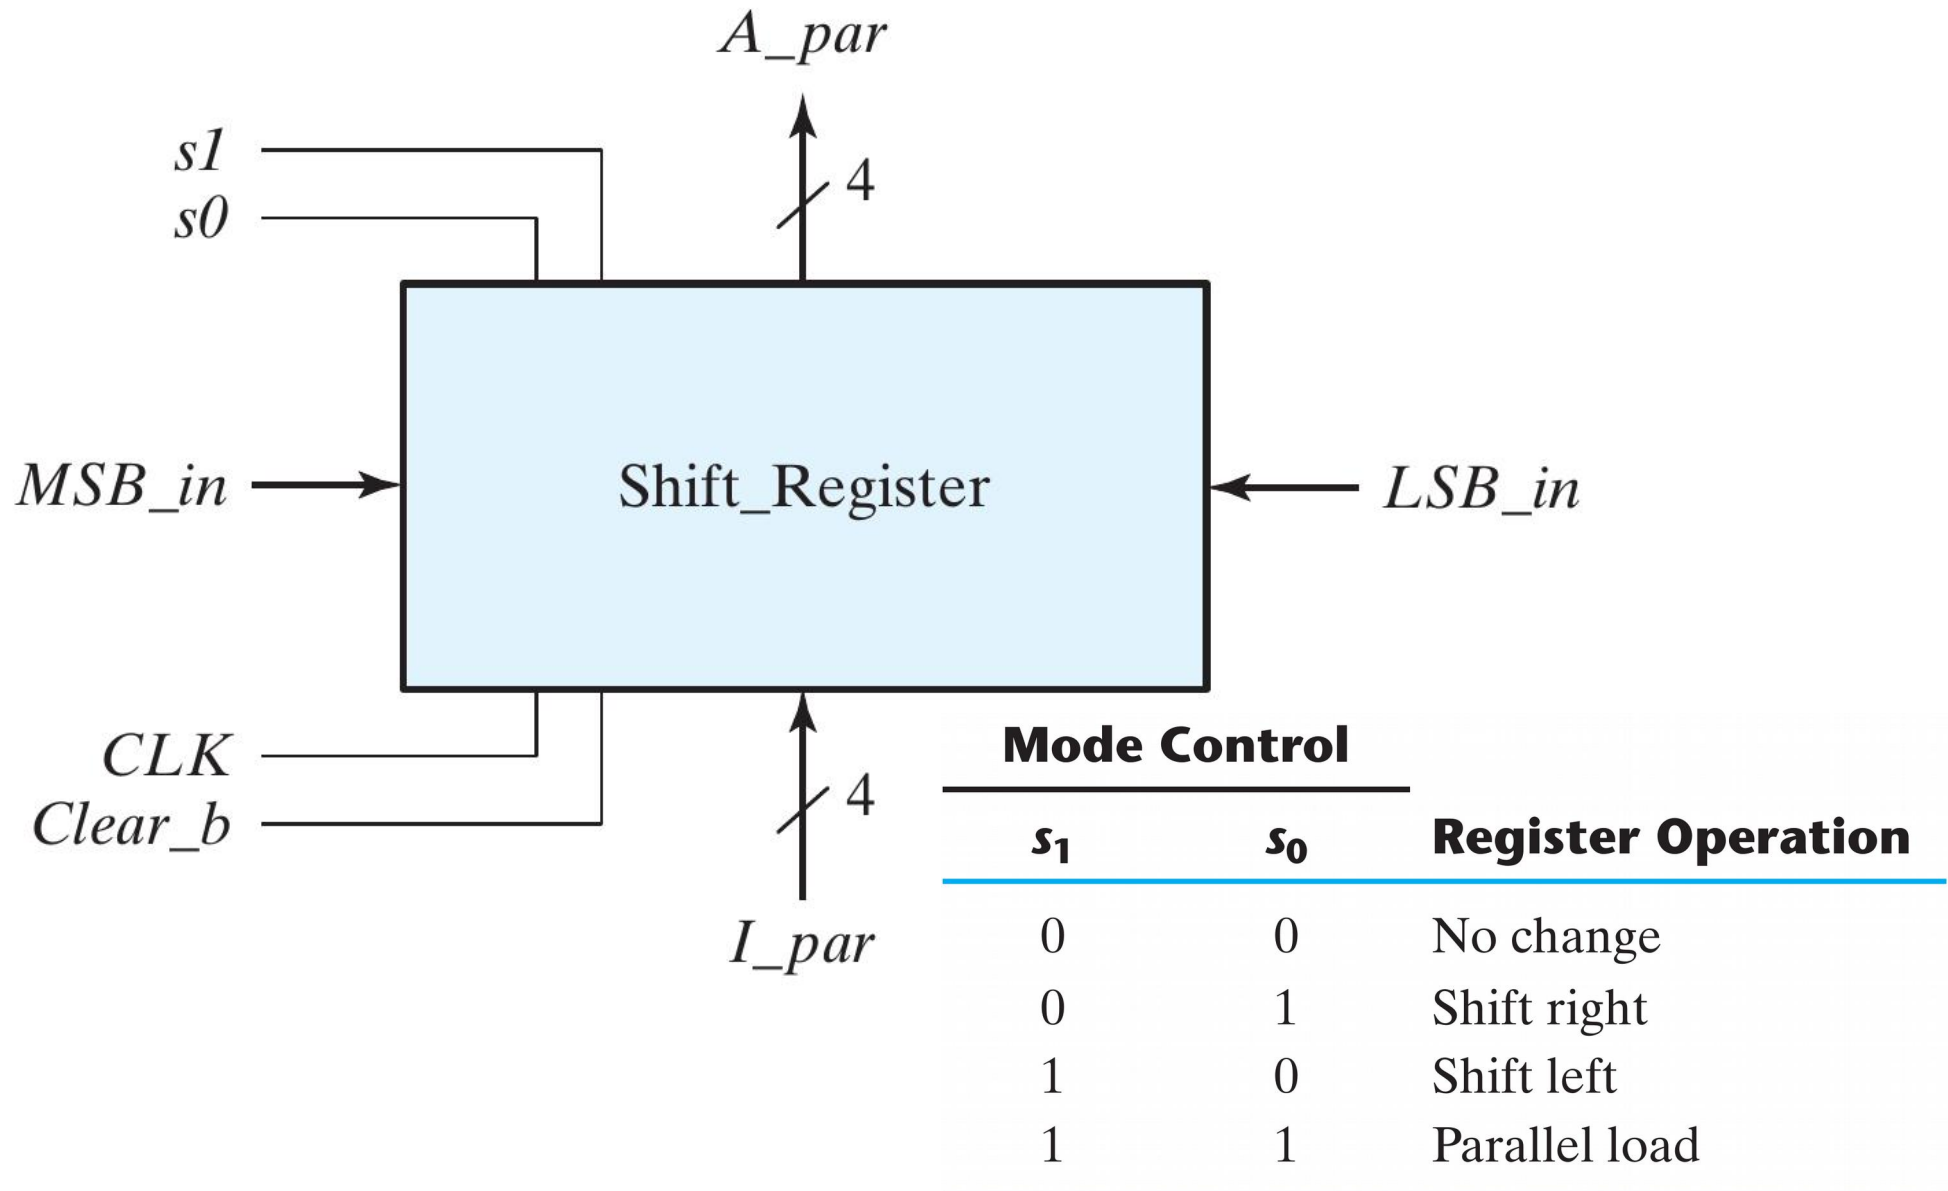 A_par
4
s1
s0
MSB_in
Shift_Register
LSB_in
CLK
Clear_b
4
I_par
Mode Control
s1 s0 Register Operation
0 0 No change
0 1 Shift right
1 0 Shift left
1 1 Parallel load